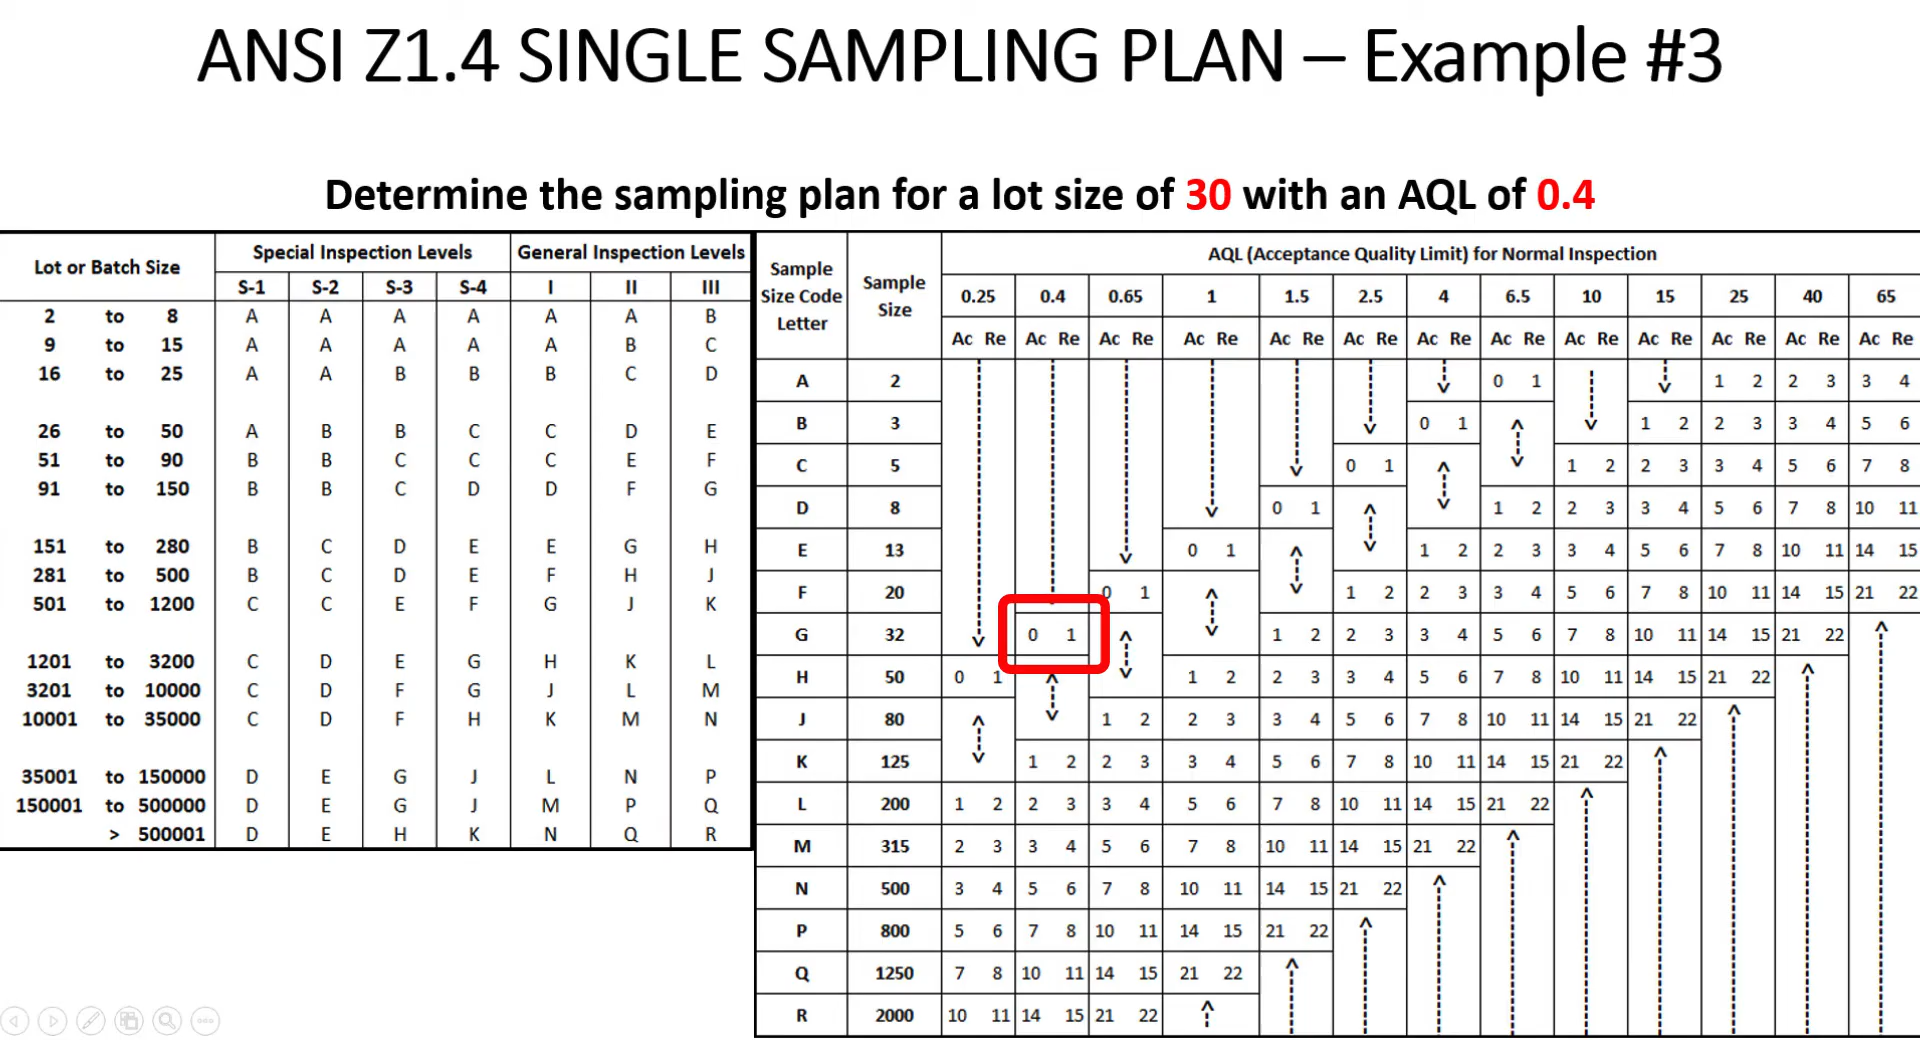 ANSI Z1.4 SINGLE SAMPLING PLAN – Example #3
Determine the sampling plan for a lot size of 30 with an AQL of 0.4
Lot or Batch Size Special Inspection Levels General Inspection Levels
S-1 S-2 S-3 S-4 I II III
2 to 8 A A A A A A B
9 to 15 A A A A A B C
16 to 25 A A B B B C D
26 to 50 A B B C C D E
51 to 90 B B C C C E F
91 to 150 B B C D D F G
151 to 280 B C D E E G H
281 to 500 B C D E F H J
501 to 1200 C C E F G J K
1201 to 3200 C D E G H K L
3201 to 10000 C D F G J L M
10001 to 35000 C D F H K M N
35001 to 150000 D E G J L N P
150001 to 500000 D E G J M P Q
> 500001 D E H K N Q R
Sample Size Code Letter Sample Size AQL (Acceptance Quality Limit) for Normal Inspection
0.25 0.4 0.65 1 1.5 2.5 4 6.5 10 15 25 40 65
Ac Re Ac Re Ac Re Ac Re Ac Re Ac Re Ac Re Ac Re Ac Re Ac Re Ac Re Ac Re Ac Re
A 2 0 1 1 2 2 3 3 4
B 3 0 1 1 2 2 3 3 4 5 6
C 5 0 1 1 2 2 3 3 4 5 6 7 8
D 8 0 1 1 2 2 3 3 4 5 6 7 8 10 11
E 13 0 1 1 2 2 3 3 4 5 6 7 8 10 11 14 15
F 20 0 1 1 2 2 3 3 4 5 6 7 8 10 11 14 15 21 22
G 32 0 1 1 2 2 3 3 4 5 6 7 8 10 11 14 15 21 22
H 50 0 1 1 2 2 3 3 4 5 6 7 8 10 11 14 15 21 22
J 80 1 2 2 3 3 4 5 6 7 8 10 11 14 15 21 22
K 125 1 2 2 3 3 4 5 6 7 8 10 11 14 15 21 22
L 200 1 2 2 3 3 4 5 6 7 8 10 11 14 15 21 22
M 315 2 3 3 4 5 6 7 8 10 11 14 15 21 22
N 500 3 4 5 6 7 8 10 11 14 15 21 22
P 800 5 6 7 8 10 11 14 15 21 22
Q 1250 7 8 10 11 14 15 21 22
R 2000 10 11 14 15 21 22